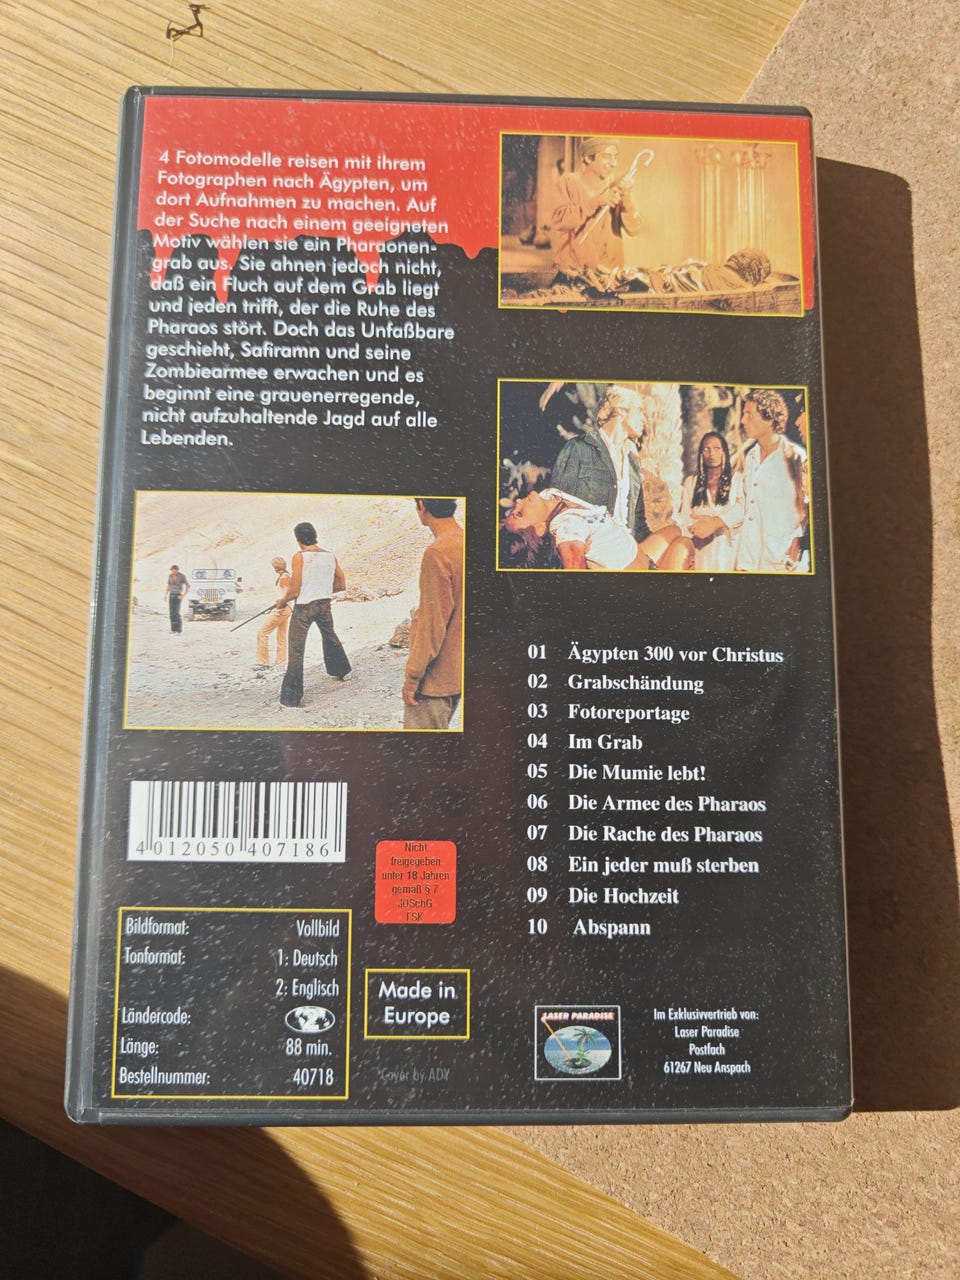 4 Fotomodelle reisen mit ihrem
Fotographen nach Ägypten, um
dort Aufnahmen zu machen. Auf
der Suche nach einem geeigneten
Motiv wählen sie ein Pharaonen-
grab aus. Sie ahnen jedoch nicht,
daß ein Fluch auf dem Grab liegt
und jeden trifft, der die Ruhe des
Pharaos stört. Doch das Unfaßbare
geschieht, Safiramn und seine
Zombiearmee erwachen und es
beginnt eine grauenerregende,
nicht aufzuhaltende Jagd auf alle
Lebenden.
01 Ägypten 300 vor Christus
02 Grabschändung
03 Fotoreportage
04 Im Grab
05 Die Mumie lebt!
06 Die Armee des Pharaos
07 Die Rache des Pharaos
08 Ein jeder muß sterben
09 Die Hochzeit
10 Abspann
4 012050 407186
Nicht
freigegeben
unter 18 Jahren
gemäß § 7
JÖSchG
FSK
Bildformat: Vollbild
Tonformat: 1: Deutsch
2: Englisch
Ländercode:
Länge: 88 min.
Bestellnummer: 40718
Made in
Europe
Cover by ADY
LASER PARADISE
Im Exklusivvertrieb von:
Laser Paradise
Postfach
61267 Neu Anspach